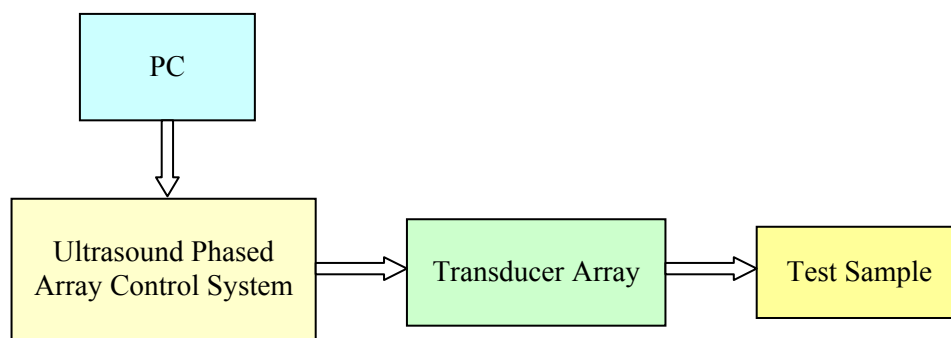 PC
Ultrasound Phased
Array Control System
Transducer Array
Test Sample